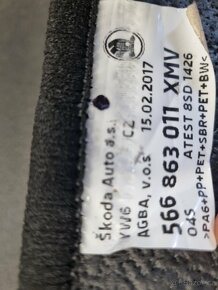 Škoda Auto a.s.
YVW6 CZ
AGBA, v.o.s 15.02.2017
566 863 011 XMV
ATEST 8SD 1426
04S
>PA6+PP+PET+SBR+PET+BW<